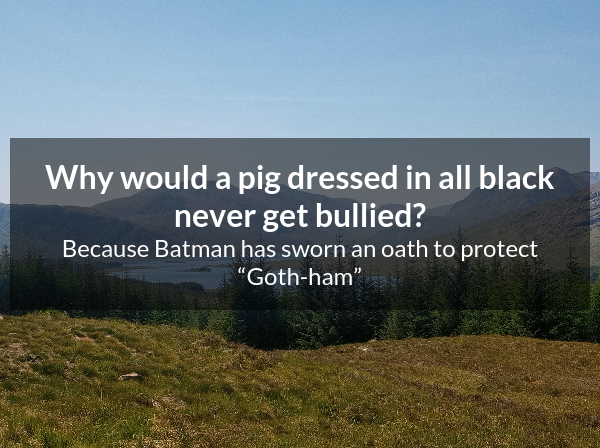 Why would a pig dressed in all black
never get bullied?
Because Batman has sworn an oath to protect
“Goth-ham”